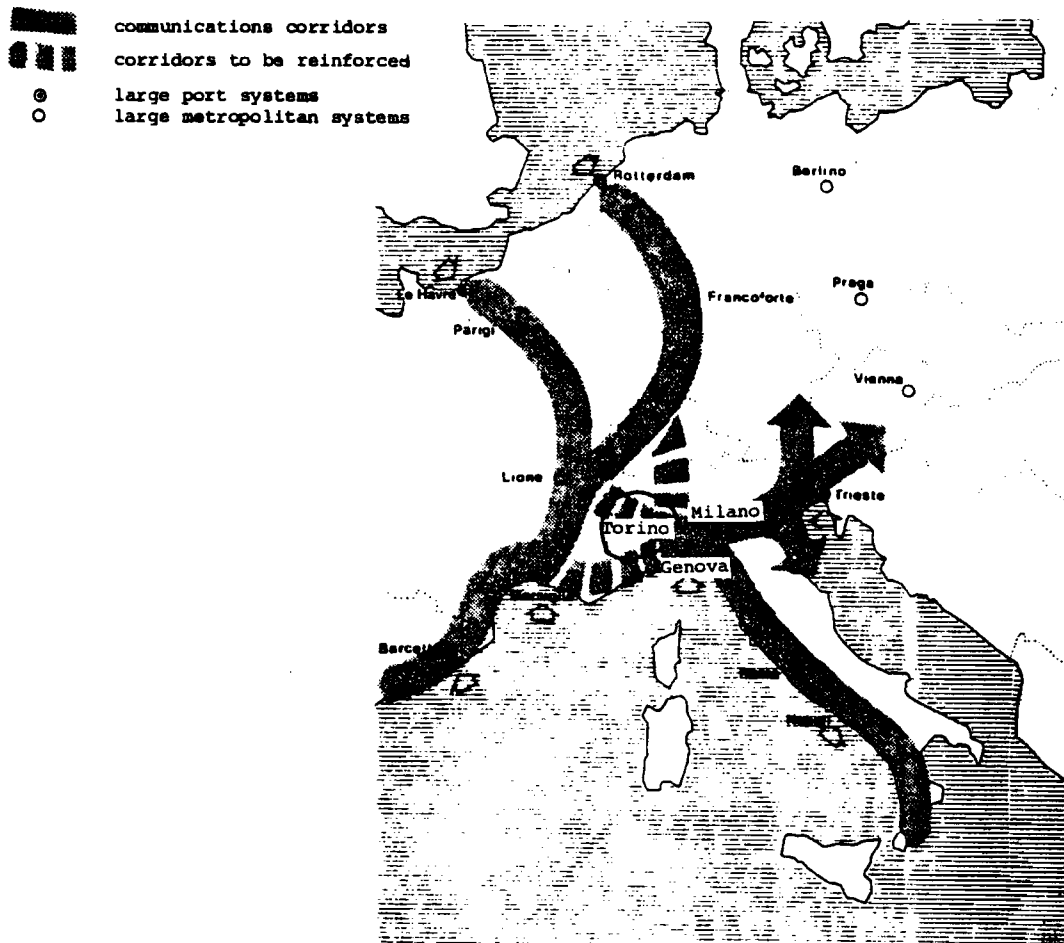 communications corridors
corridors to be reinforced
large port systems
large metropolitan systems
Rotterdam
Berlino
Le Havre
Francoforte
Praga
Parigi
Vienna
Lione
Trieste
Milano
Torino
Genova